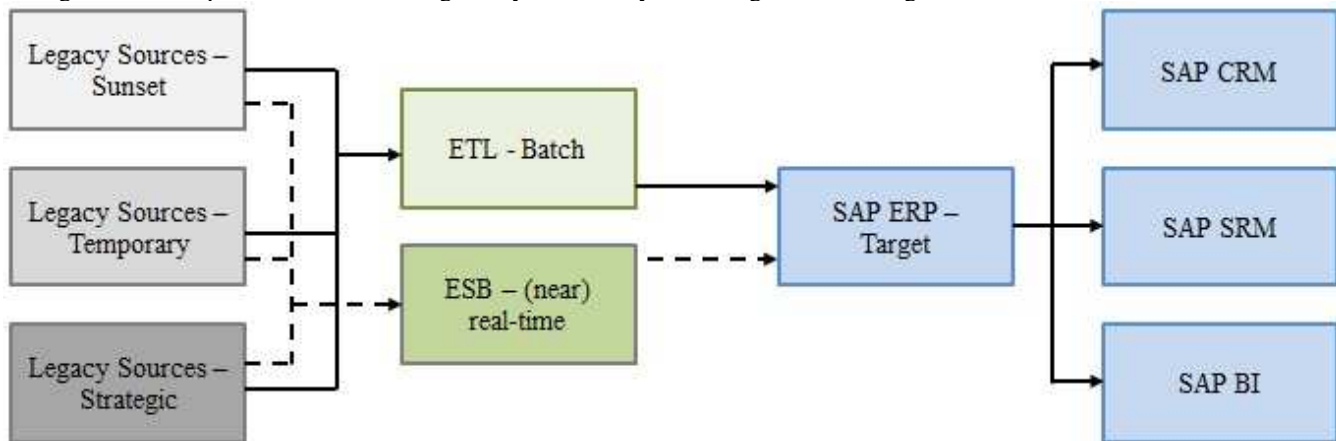 Legacy Sources –
Sunset
Legacy Sources –
Temporary
Legacy Sources –
Strategic
ETL - Batch
ESB – (near)
real-time
SAP ERP –
Target
SAP CRM
SAP SRM
SAP BI